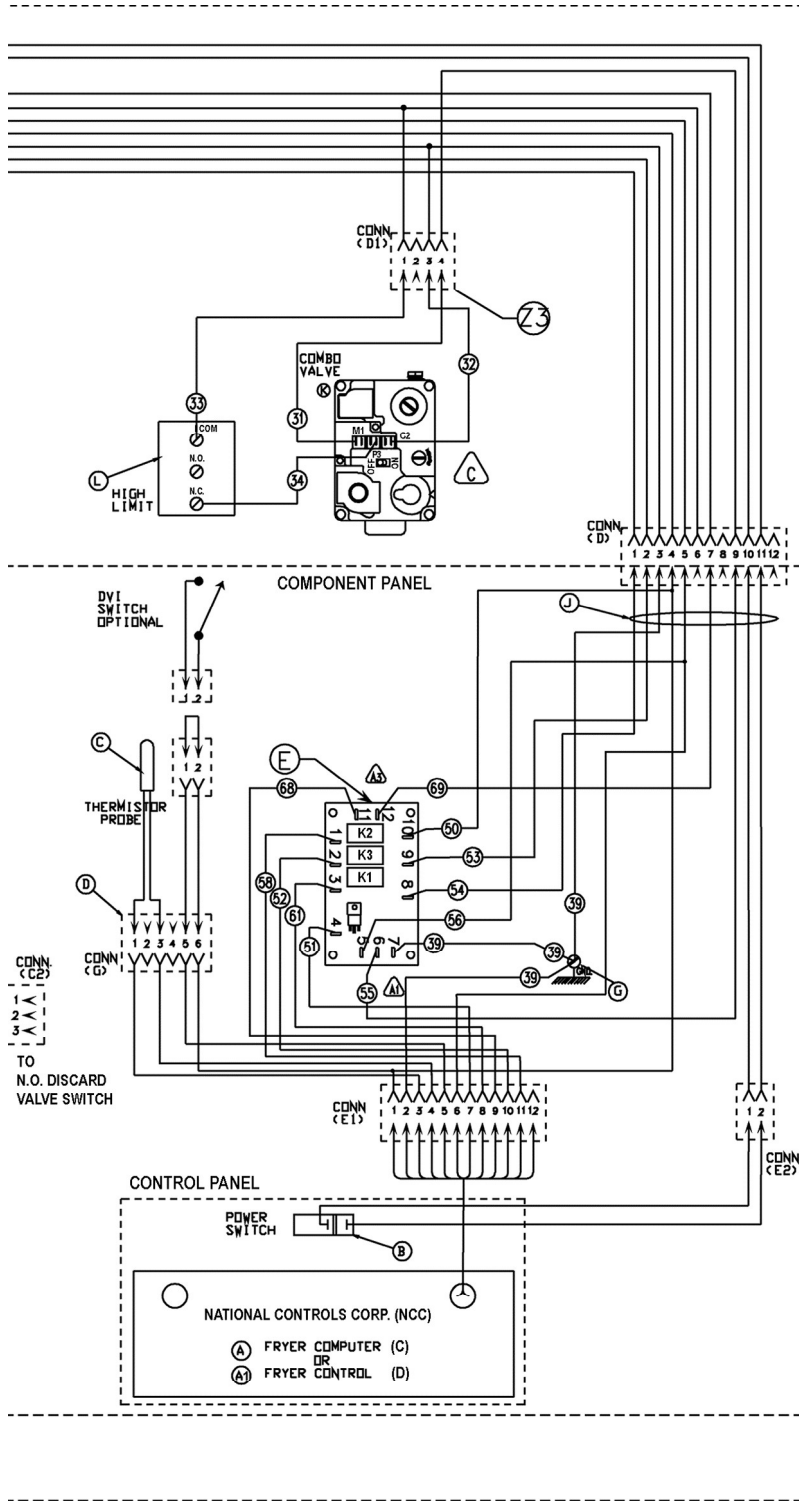 CONN
(D1)
1 2 3 4
Z3
COMBO
VALVE
K
32
33
31
COM
M1
C2
P3
OFF
ON
C
N.O.
L
HIGH
LIMIT
N.C.
34
CONN
(D)
1 2 3 4 5 6 7 8 9 10 11 12
COMPONENT PANEL
DVI
SWITCH
OPTIONAL
J
1 2
C
1 2
THERMISTOR
PROBE
E
A3
68
69
11 12
1
K2
10
50
2
K3
9
53
3
K1
8
54
58
52
61
51
4
56
5 6 7
39
39
39
39
GRD.
G
55
A1
D
1 2 3 4 5 6
CONN
(G)
CONN.
(C2)
1
2
3
TO
N.O. DISCARD
VALVE SWITCH
CONN
(E1)
1 2 3 4 5 6 7 8 9 10 11 12
1 2
CONN
(E2)
CONTROL PANEL
POWER
SWITCH
B
NATIONAL CONTROLS CORP. (NCC)
A FRYER COMPUTER (C)
OR
A1 FRYER CONTROL (D)